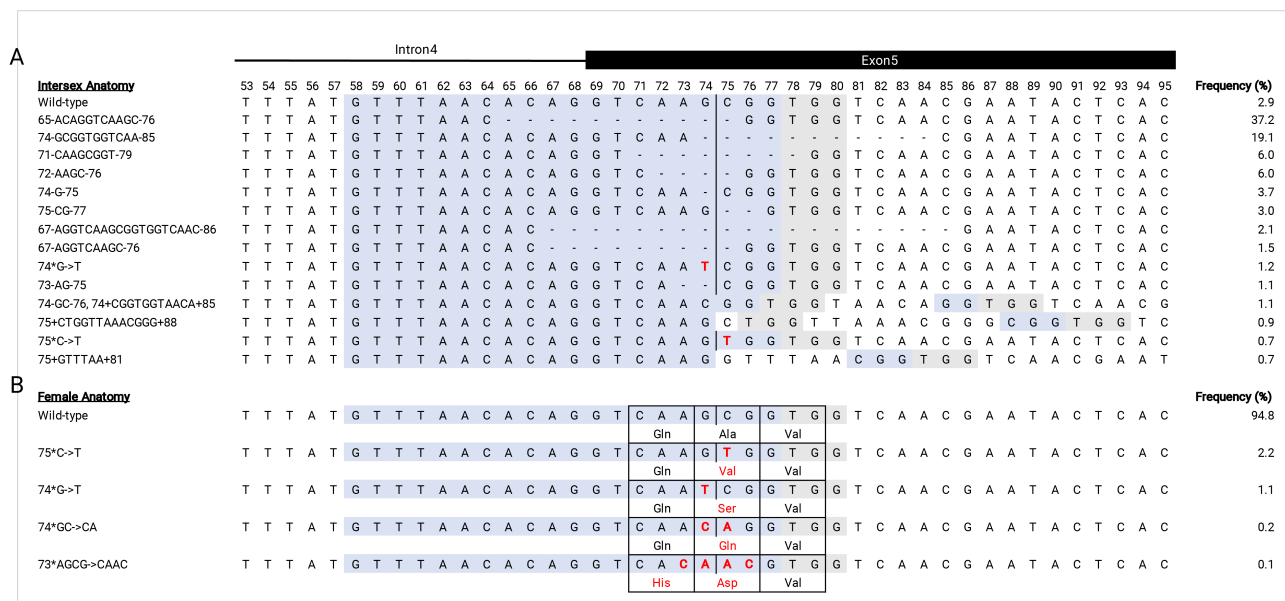 A
Intron4
Exon5
Intersex Anatomy 53 54 55 56 57 58 59 60 61 62 63 64 65 66 67 68 69 70 71 72 73 74 75 76 77 78 79 80 81 82 83 84 85 86 87 88 89 90 91 92 93 94 95 Frequency (%)
Wild-type T T T A T G T T T A A C A C A G G T C A A G C G G T G G T C A A C G A A T A C T C A C 2.9
65-ACAGGTCAAGC-76 T T T A T G T T T A A C - - - - - - - - - - - G G T G G T C A A C G A A T A C T C A C 37.2
74-GCGGTGGTCAA-85 T T T A T G T T T A A C A C A G G T C A A - - - - - - - - - - - C G A A T A C T C A C 19.1
71-CAAGCGGT-79 T T T A T G T T T A A C A C A G G T - - - - - - - - G G T C A A C G A A T A C T C A C 6.0
72-AAGC-76 T T T A T G T T T A A C A C A G G T C - - - - G G T G G T C A A C G A A T A C T C A C 6.0
74-G-75 T T T A T G T T T A A C A C A G G T C A A - C G G T G G T C A A C G A A T A C T C A C 3.7
75-CG-77 T T T A T G T T T A A C A C A G G T C A A G - - G T G G T C A A C G A A T A C T C A C 3.0
67-AGGTCAAGCGGTGGTCAAC-86 T T T A T G T T T A A C A C - - - - - - - - - - - - - - - - - - - G A A T A C T C A C 2.1
67-AGGTCAAGC-76 T T T A T G T T T A A C A C - - - - - - - - - G G T G G T C A A C G A A T A C T C A C 1.5
74*G->T T T T A T G T T T A A C A C A G G T C A A T C G G T G G T C A A C G A A T A C T C A C 1.2
73-AG-75 T T T A T G T T T A A C A C A G G T C A - - C G G T G G T C A A C G A A T A C T C A C 1.1
74-GC-76, 74+CGGTGGTAACA+85 T T T A T G T T T A A C A C A G G T C A A C G G T G G T A A C A G G T G G T C A A C G 1.1
75+CTGGTTAAACGGG+88 T T T A T G T T T A A C A C A G G T C A A G C T G G T T A A A C G G G C G G T G G T C 0.9
75*C->T T T T A T G T T T A A C A C A G G T C A A G T G G T G G T C A A C G A A T A C T C A C 0.7
75+GTTTAA+81 T T T A T G T T T A A C A C A G G T C A A G G T T T A A C G G T G G T C A A C G A A T 0.7
B
Female Anatomy Frequency (%)
Wild-type T T T A T G T T T A A C A C A G G T C A A G C G G T G G T C A A C G A A T A C T C A C 94.8
Gln Ala Val
75*C->T T T T A T G T T T A A C A C A G G T C A A G T G G T G G T C A A C G A A T A C T C A C 2.2
Gln Val Val
74*G->T T T T A T G T T T A A C A C A G G T C A A T C G G T G G T C A A C G A A T A C T C A C 1.1
Gln Ser Val
74*GC->CA T T T A T G T T T A A C A C A G G T C A A C A G G T G G T C A A C G A A T A C T C A C 0.2
Gln Gln Val
73*AGCG->CAAC T T T A T G T T T A A C A C A G G T C A C A A C G T G G T C A A C G A A T A C T C A C 0.1
His Asp Val